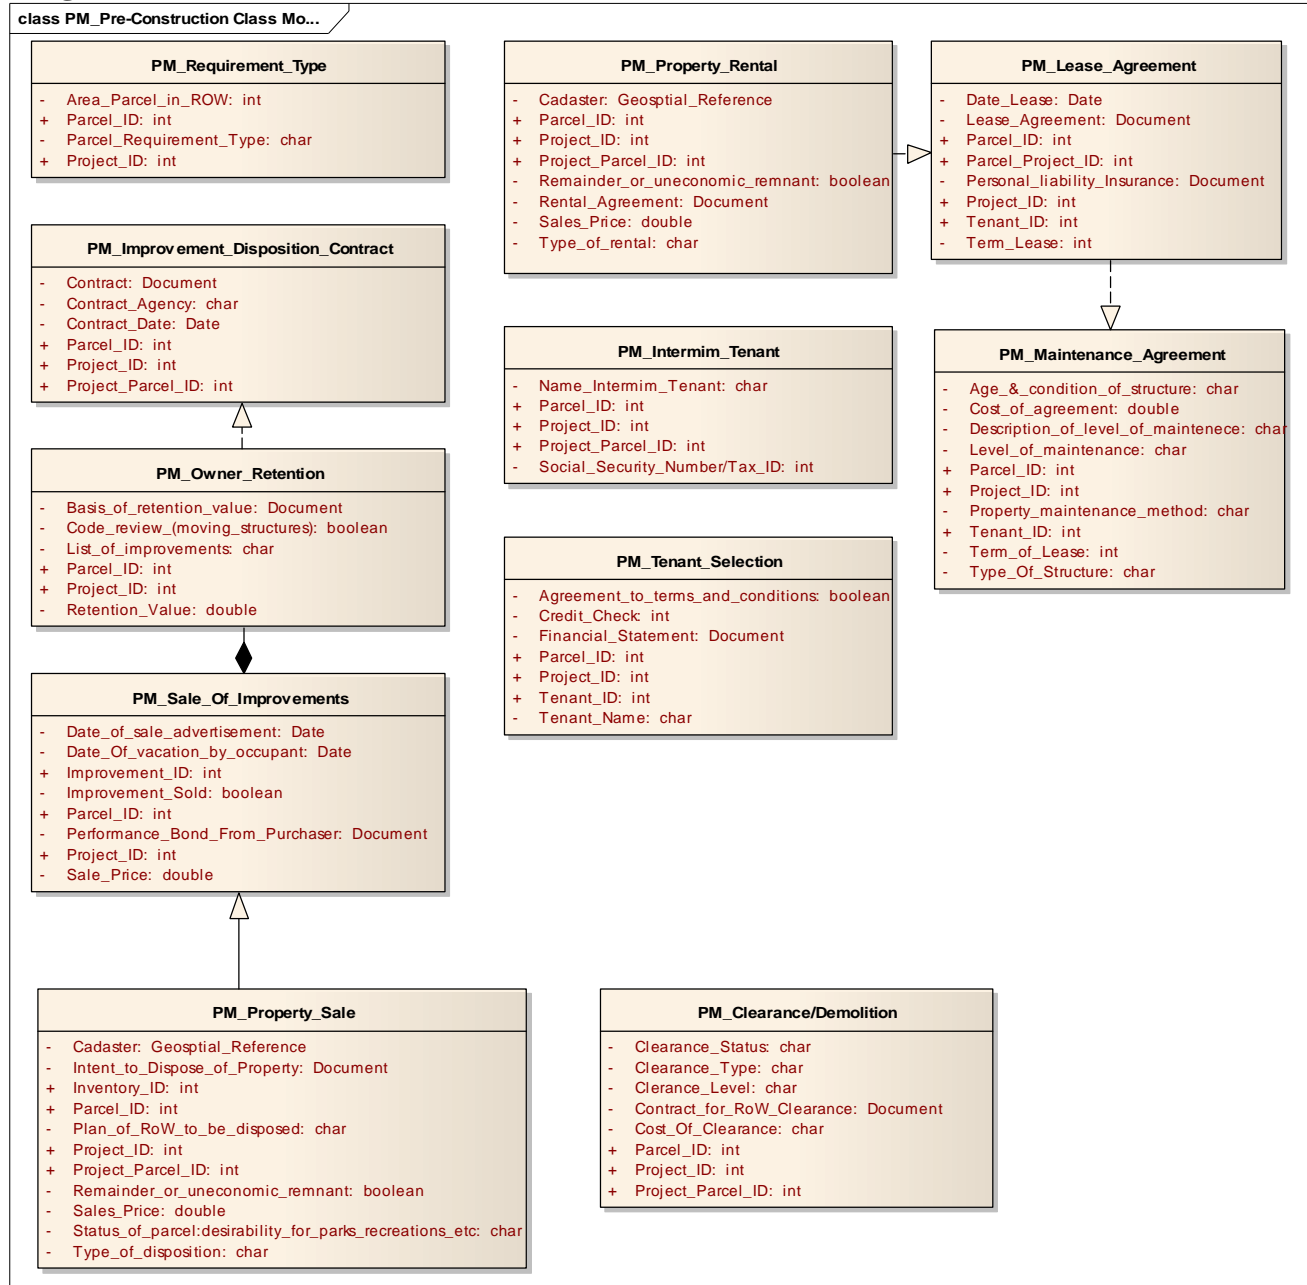 class PM_Pre-Construction Class Mo...
PM_Requirement_Type
- Area_Parcel_in_ROW: int
+ Parcel_ID: int
- Parcel_Requirement_Type: char
+ Project_ID: int
PM_Property_Rental
- Cadaster: Geosptial_Reference
+ Parcel_ID: int
+ Project_ID: int
+ Project_Parcel_ID: int
- Remainder_or_uneconomic_remnant: boolean
- Rental_Agreement: Document
- Sales_Price: double
- Type_of_rental: char
PM_Lease_Agreement
- Date_Lease: Date
- Lease_Agreement: Document
+ Parcel_ID: int
+ Parcel_Project_ID: int
- Personal_liability_Insurance: Document
+ Project_ID: int
+ Tenant_ID: int
- Term_Lease: int
PM_Improvement_Disposition_Contract
- Contract: Document
- Contract_Agency: char
- Contract_Date: Date
+ Parcel_ID: int
+ Project_ID: int
+ Project_Parcel_ID: int
PM_Intermim_Tenant
- Name_Intermim_Tenant: char
+ Parcel_ID: int
+ Project_ID: int
+ Project_Parcel_ID: int
- Social_Security_Number/Tax_ID: int
PM_Maintenance_Agreement
- Age_&_condition_of_structure: char
- Cost_of_agreement: double
- Description_of_level_of_maintenece: char
- Level_of_maintenance: char
+ Parcel_ID: int
+ Project_ID: int
- Property_maintenance_method: char
+ Tenant_ID: int
- Term_of_Lease: int
- Type_Of_Structure: char
PM_Owner_Retention
- Basis_of_retention_value: Document
- Code_review_(moving_structures): boolean
- List_of_improvements: char
+ Parcel_ID: int
+ Project_ID: int
- Retention_Value: double
PM_Tenant_Selection
- Agreement_to_terms_and_conditions: boolean
- Credit_Check: int
- Financial_Statement: Document
+ Parcel_ID: int
+ Project_ID: int
+ Tenant_ID: int
- Tenant_Name: char
PM_Sale_Of_Improvements
- Date_of_sale_advertisement: Date
- Date_Of_vacation_by_occupant: Date
+ Improvement_ID: int
- Improvement_Sold: boolean
+ Parcel_ID: int
- Performance_Bond_From_Purchaser: Document
+ Project_ID: int
- Sale_Price: double
PM_Property_Sale
- Cadaster: Geosptial_Reference
- Intent_to_Dispose_of_Property: Document
+ Inventory_ID: int
+ Parcel_ID: int
- Plan_of_RoW_to_be_disposed: char
+ Project_ID: int
+ Project_Parcel_ID: int
- Remainder_or_uneconomic_remnant: boolean
- Sales_Price: double
- Status_of_parcel:desirability_for_parks_recreations_etc: char
- Type_of_disposition: char
PM_Clearance/Demolition
- Clearance_Status: char
- Clearance_Type: char
- Clerance_Level: char
- Contract_for_RoW_Clearance: Document
- Cost_Of_Clearance: char
+ Parcel_ID: int
+ Project_ID: int
+ Project_Parcel_ID: int